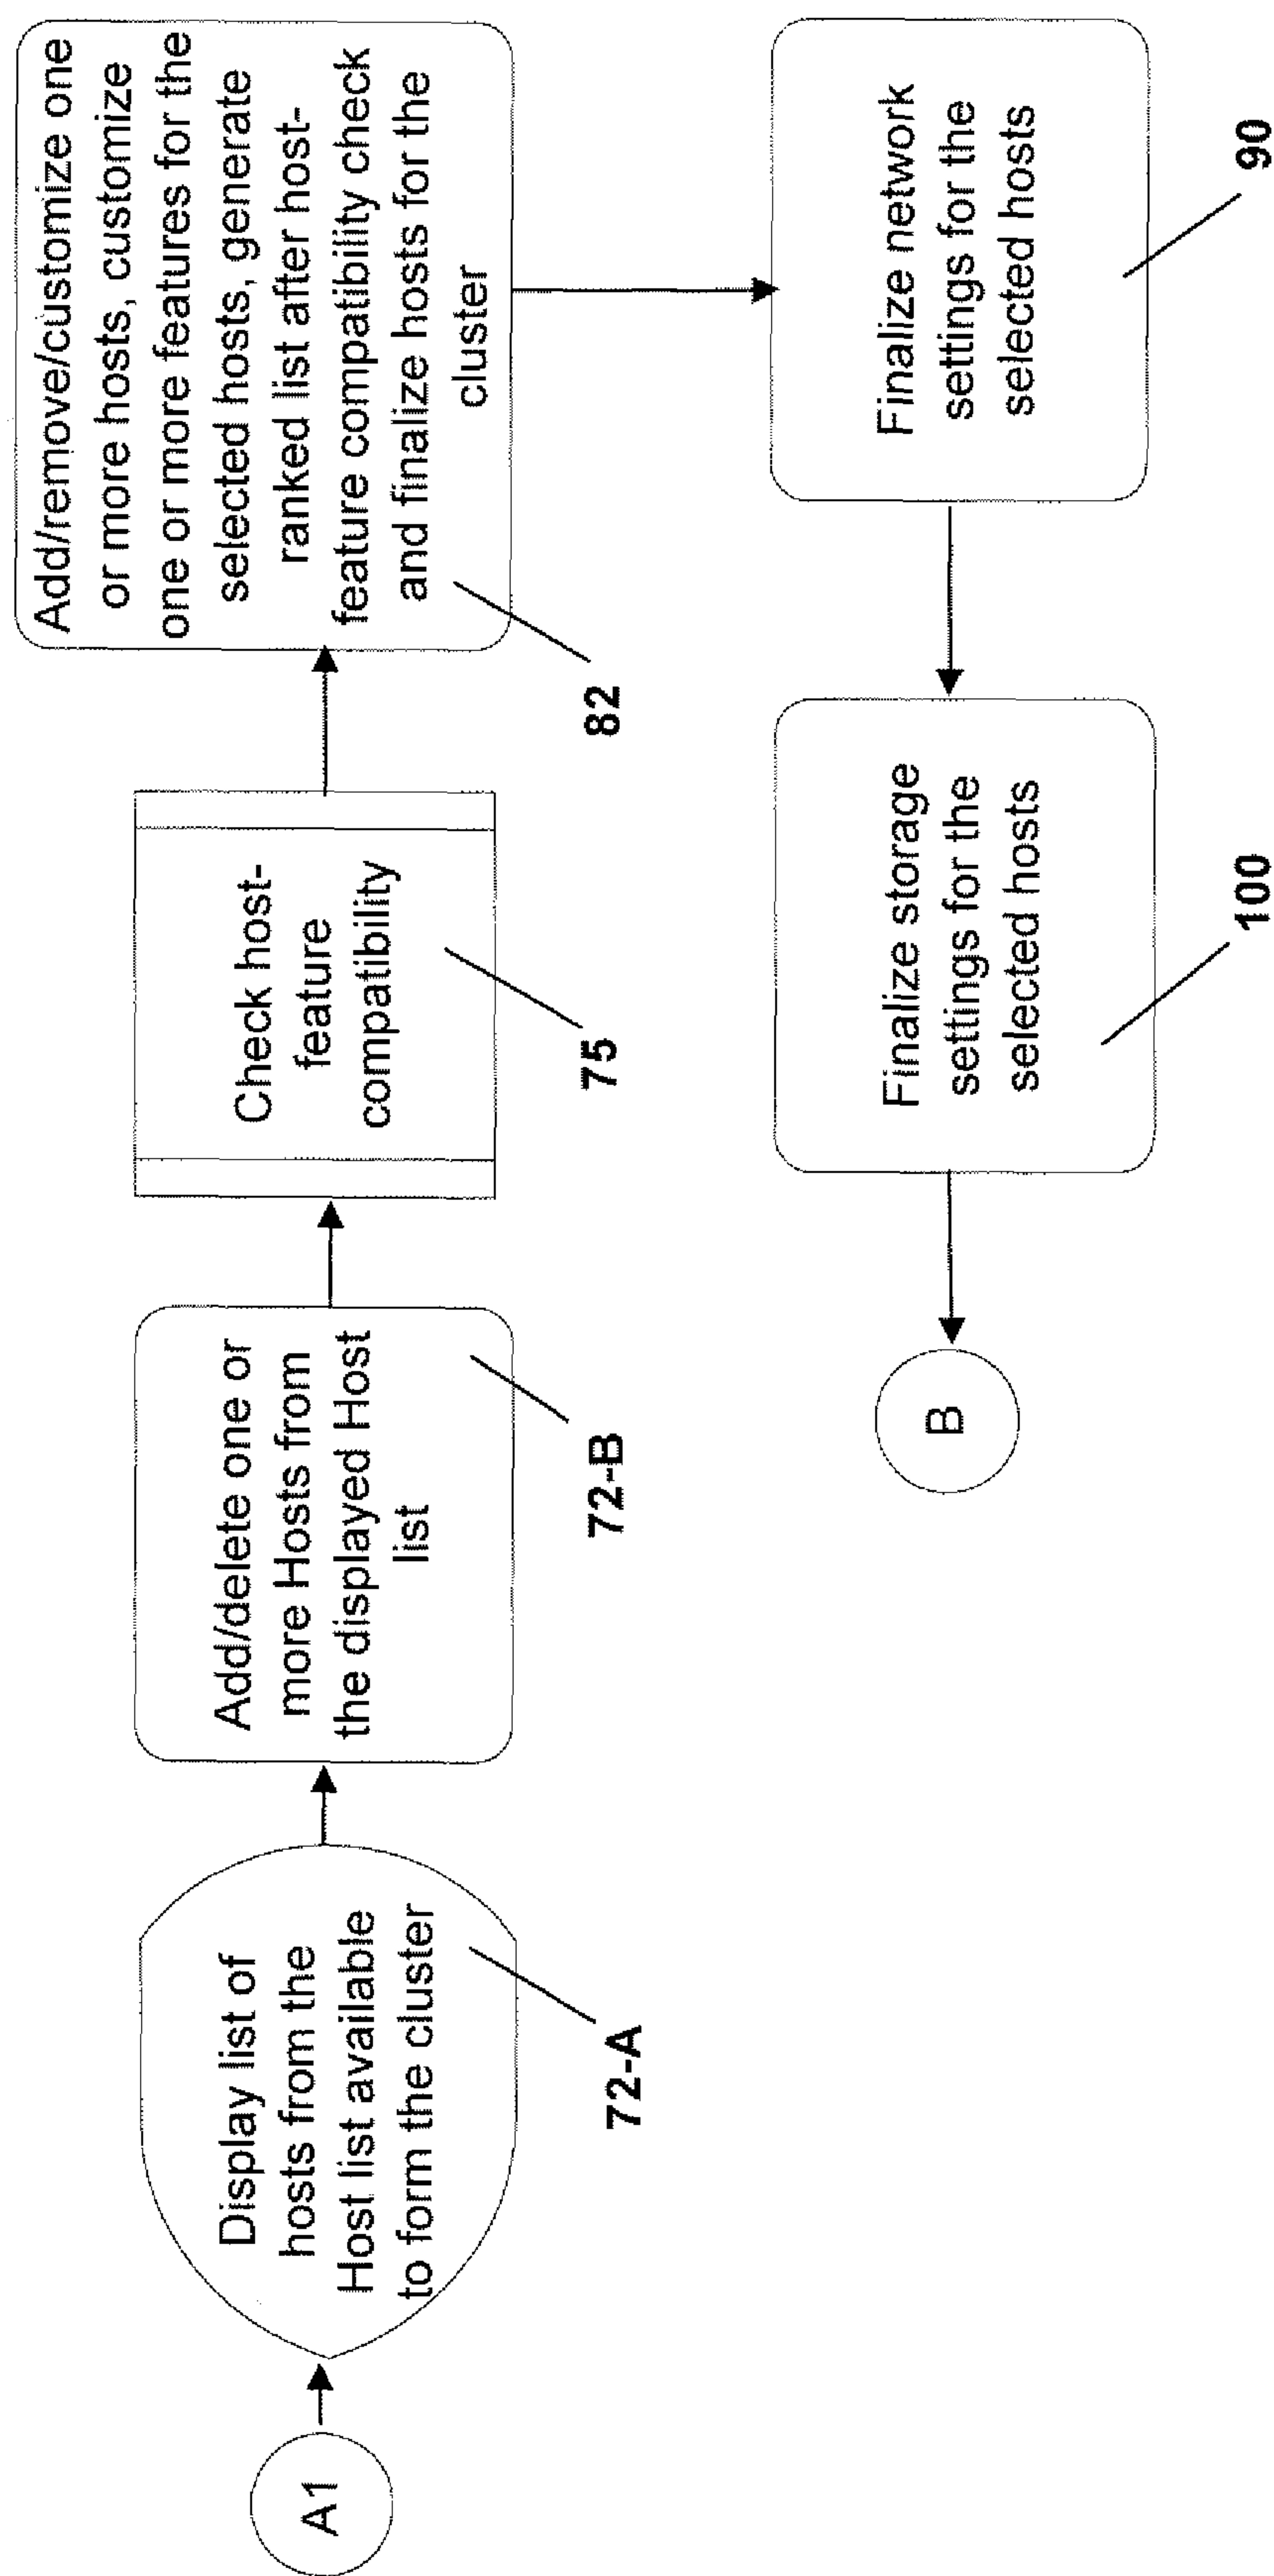 A1
Display list of
hosts from the
Host list available
to form the cluster
72-A
Add/delete one or
more Hosts from
the displayed Host
list
72-B
Check host-
feature
compatibility
75
Add/remove/customize one
or more hosts, customize
one or more features for the
selected hosts, generate
ranked list after host-
feature compatibility check
and finalize hosts for the
cluster
82
Finalize network
settings for the
selected hosts
90
Finalize storage
settings for the
selected hosts
100
B